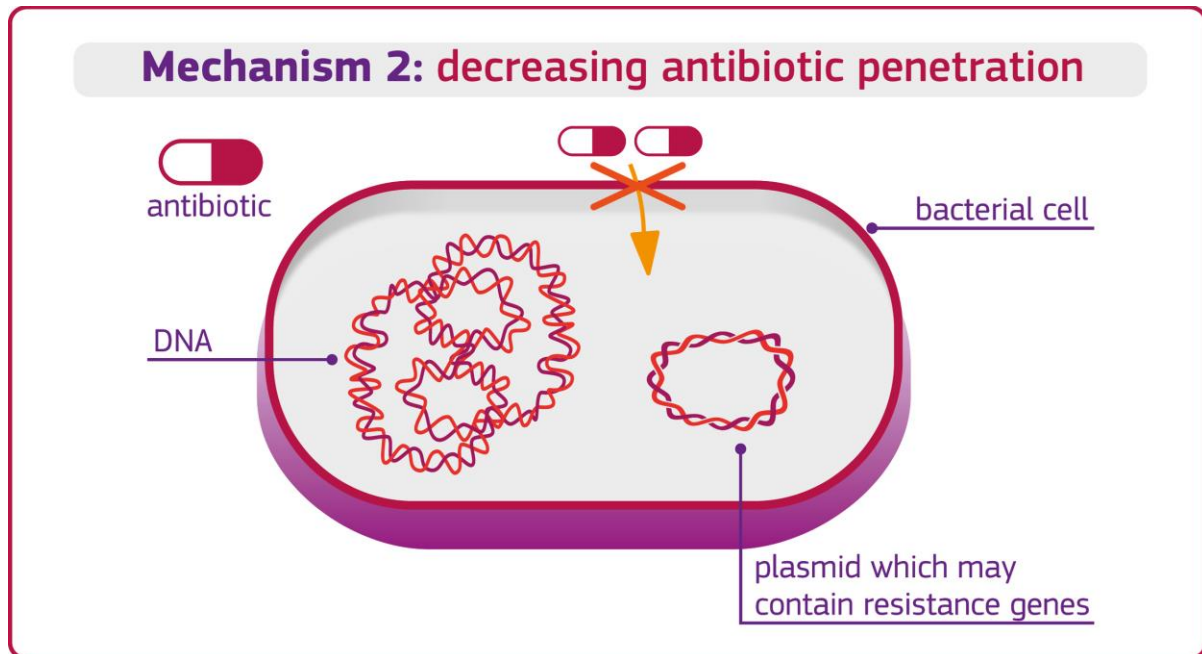 Mechanism 2: decreasing antibiotic penetration
antibiotic
bacterial cell
DNA
plasmid which may
contain resistance genes